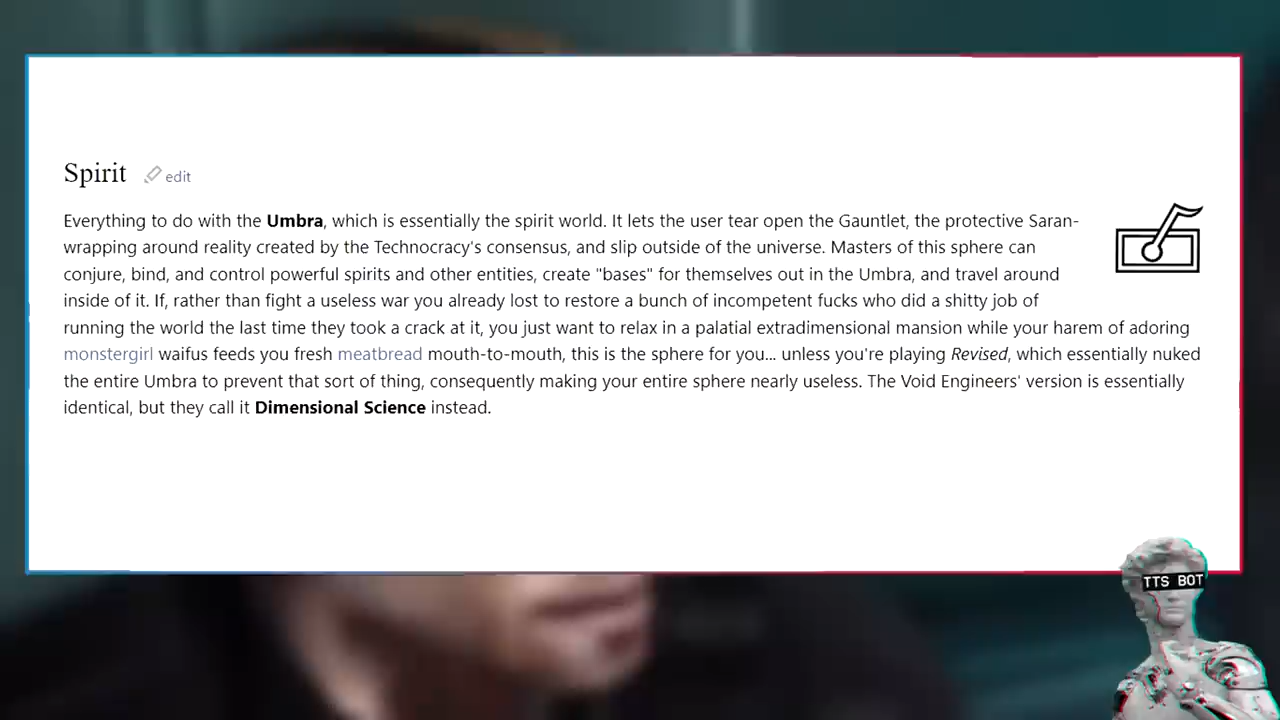 Spirit edit
Everything to do with the Umbra, which is essentially the spirit world. It lets the user tear open the Gauntlet, the protective Saran-
wrapping around reality created by the Technocracy's consensus, and slip outside of the universe. Masters of this sphere can
conjure, bind, and control powerful spirits and other entities, create "bases" for themselves out in the Umbra, and travel around
inside of it. If, rather than fight a useless war you already lost to restore a bunch of incompetent fucks who did a shitty job of
running the world the last time they took a crack at it, you just want to relax in a palatial extradimensional mansion while your harem of adoring
monstergirl waifus feeds you fresh meatbread mouth-to-mouth, this is the sphere for you... unless you're playing Revised, which essentially nuked
the entire Umbra to prevent that sort of thing, consequently making your entire sphere nearly useless. The Void Engineers' version is essentially
identical, but they call it Dimensional Science instead.
TTS BOT